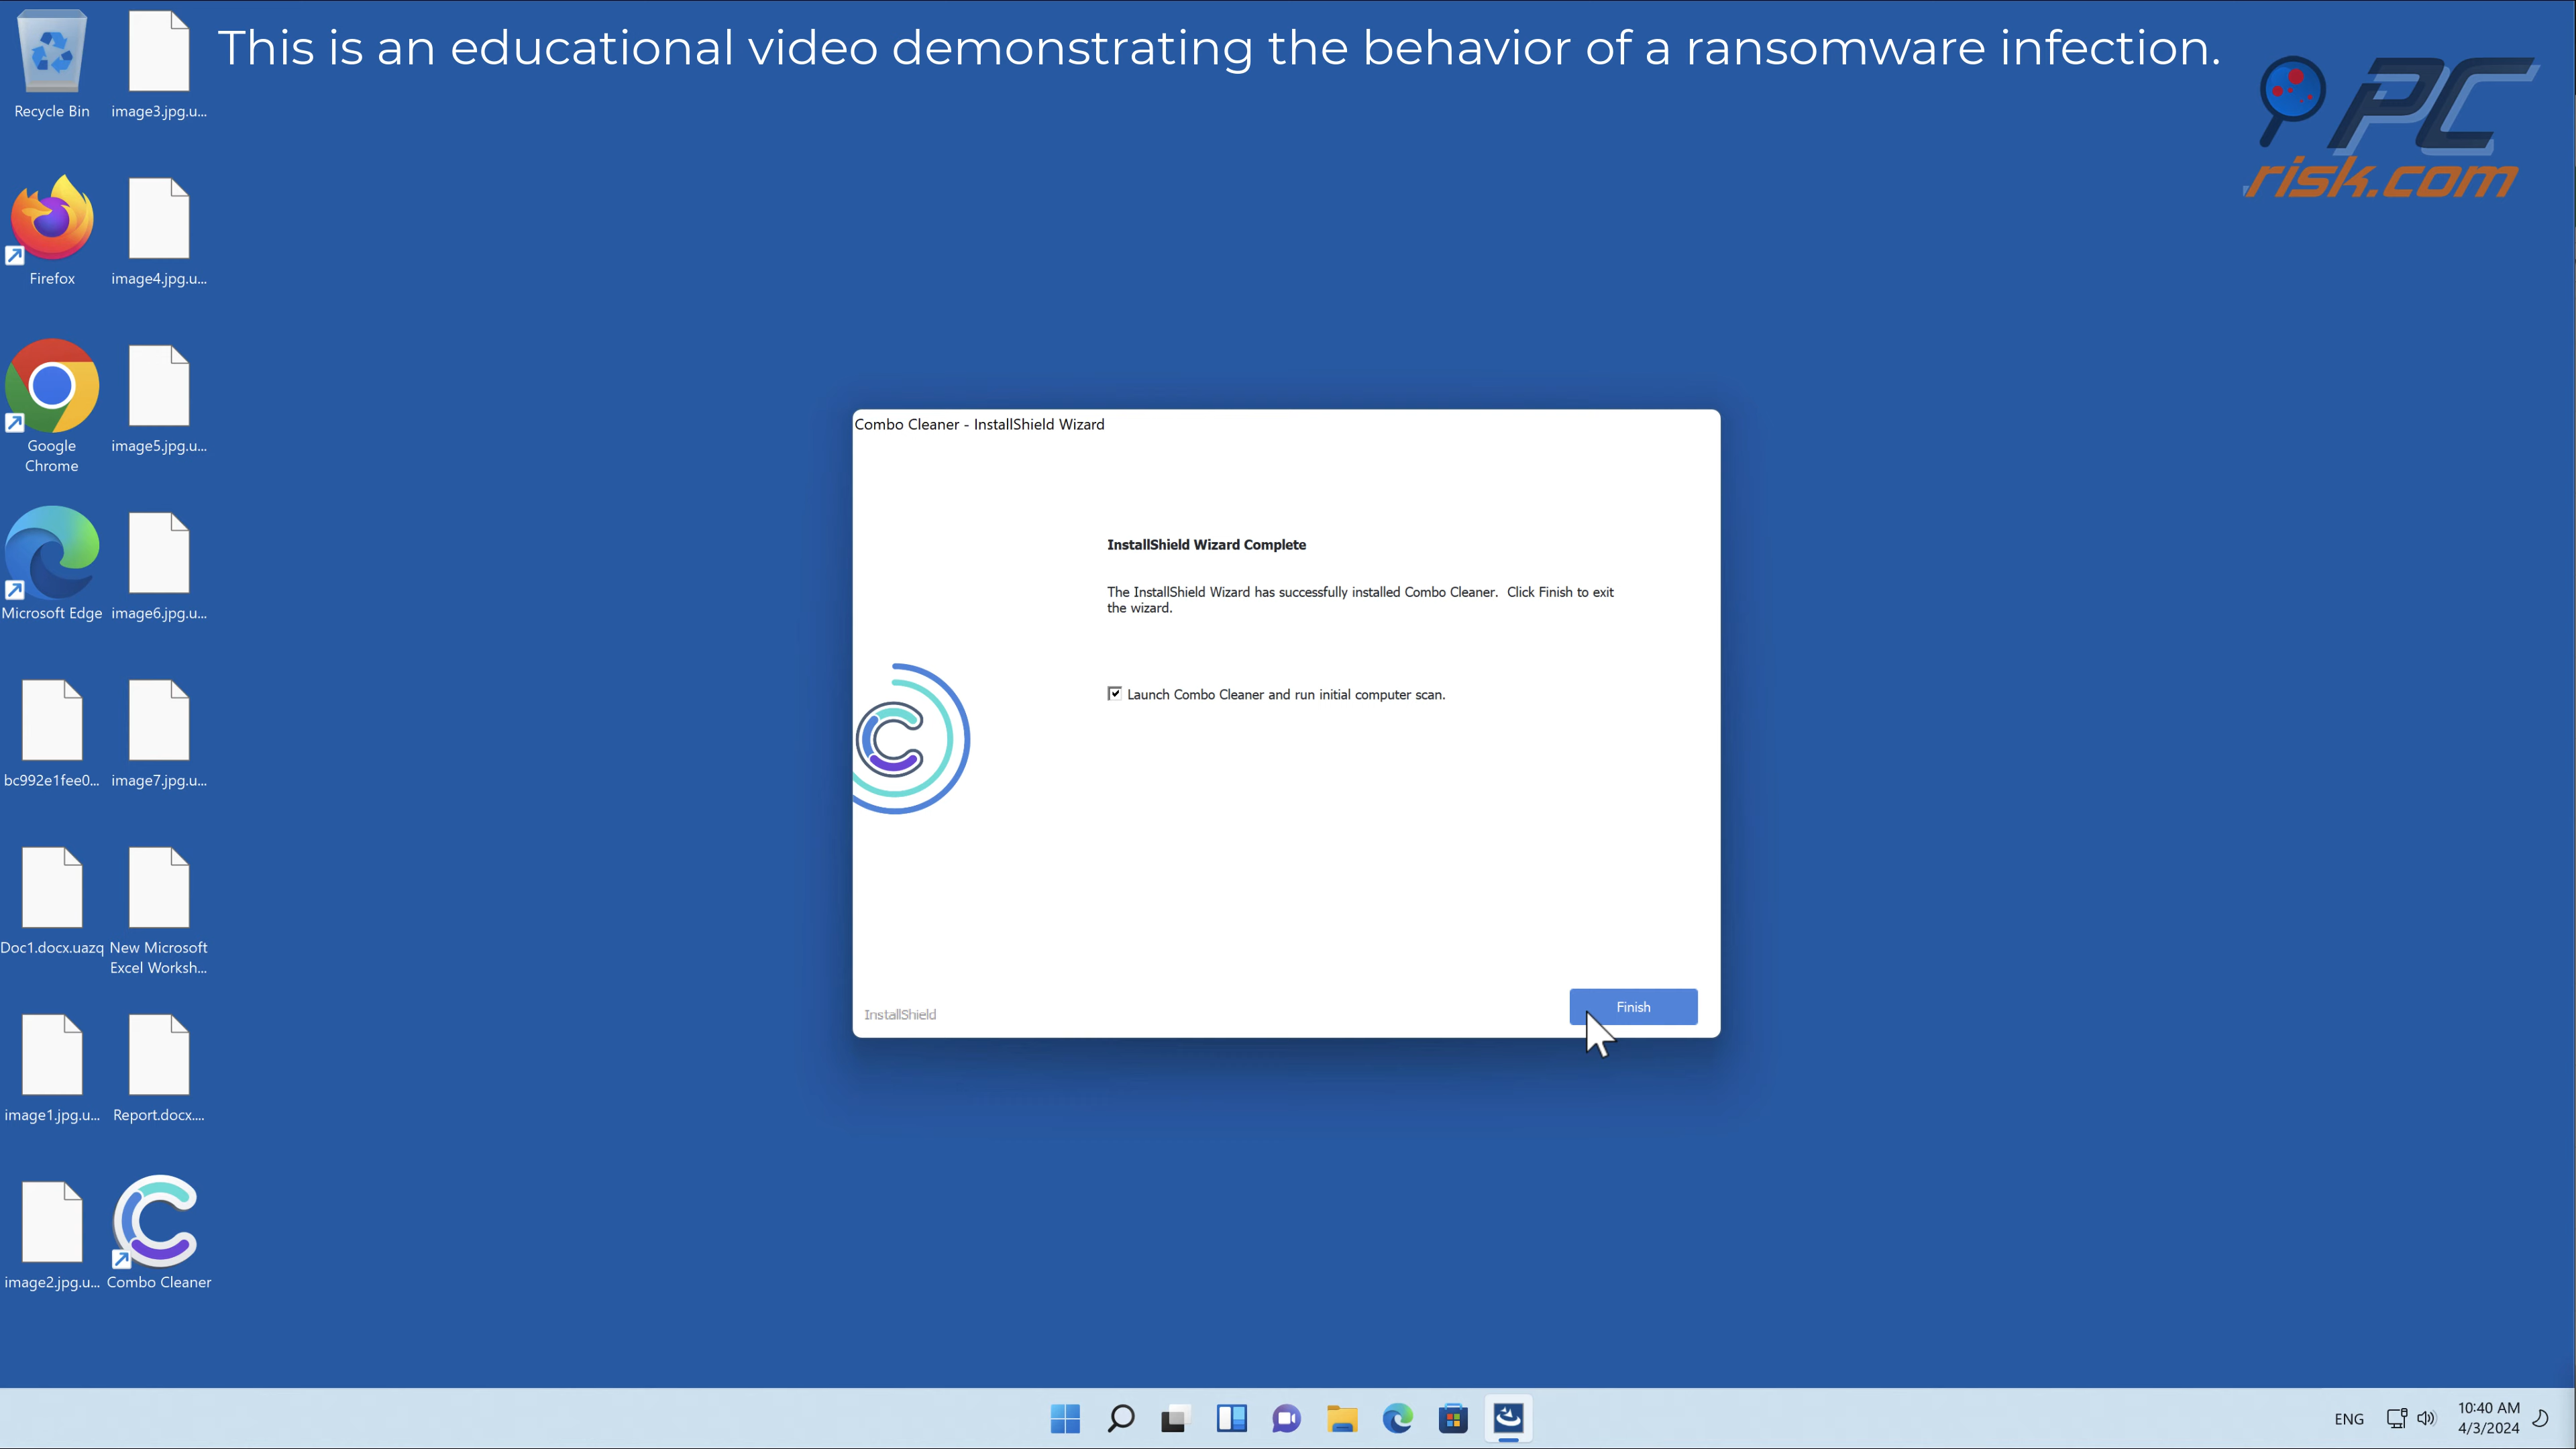 This is an educational video demonstrating the behavior of a ransomware infection.
PC
risk.com
Recycle Bin
image3.jpg.u...
Firefox
image4.jpg.u...
Google
Chrome
image5.jpg.u...
Microsoft Edge
image6.jpg.u...
bc992e1fee0...
image7.jpg.u...
Doc1.docx.uazq
New Microsoft
Excel Worksh...
image1.jpg.u...
Report.docx....
image2.jpg.u...
Combo Cleaner
Combo Cleaner - InstallShield Wizard
InstallShield Wizard Complete
The InstallShield Wizard has successfully installed Combo Cleaner. Click Finish to exit
the wizard.
Launch Combo Cleaner and run initial computer scan.
InstallShield
Finish
ENG
10:40 AM
4/3/2024